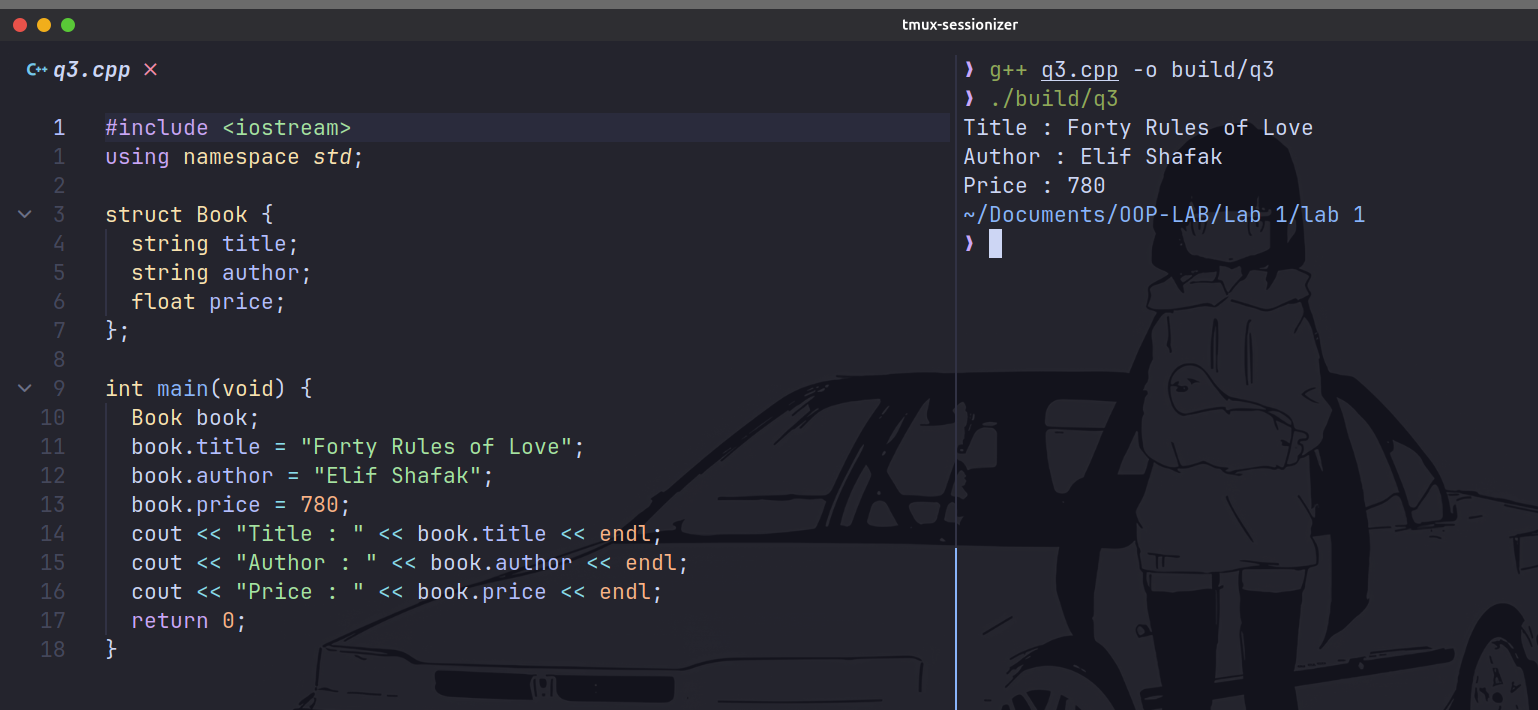 tmux-sessionizer
C++ q3.cpp ×
1 #include <iostream>
1 using namespace std;
2
3 struct Book {
4 string title;
5 string author;
6 float price;
7 };
8
9 int main(void) {
10 Book book;
11 book.title = "Forty Rules of Love";
12 book.author = "Elif Shafak";
13 book.price = 780;
14 cout << "Title : " << book.title << endl;
15 cout << "Author : " << book.author << endl;
16 cout << "Price : " << book.price << endl;
17 return 0;
18 }
❯ g++ q3.cpp -o build/q3
❯ ./build/q3
Title : Forty Rules of Love
Author : Elif Shafak
Price : 780
~/Documents/OOP-LAB/Lab 1/lab 1
❯